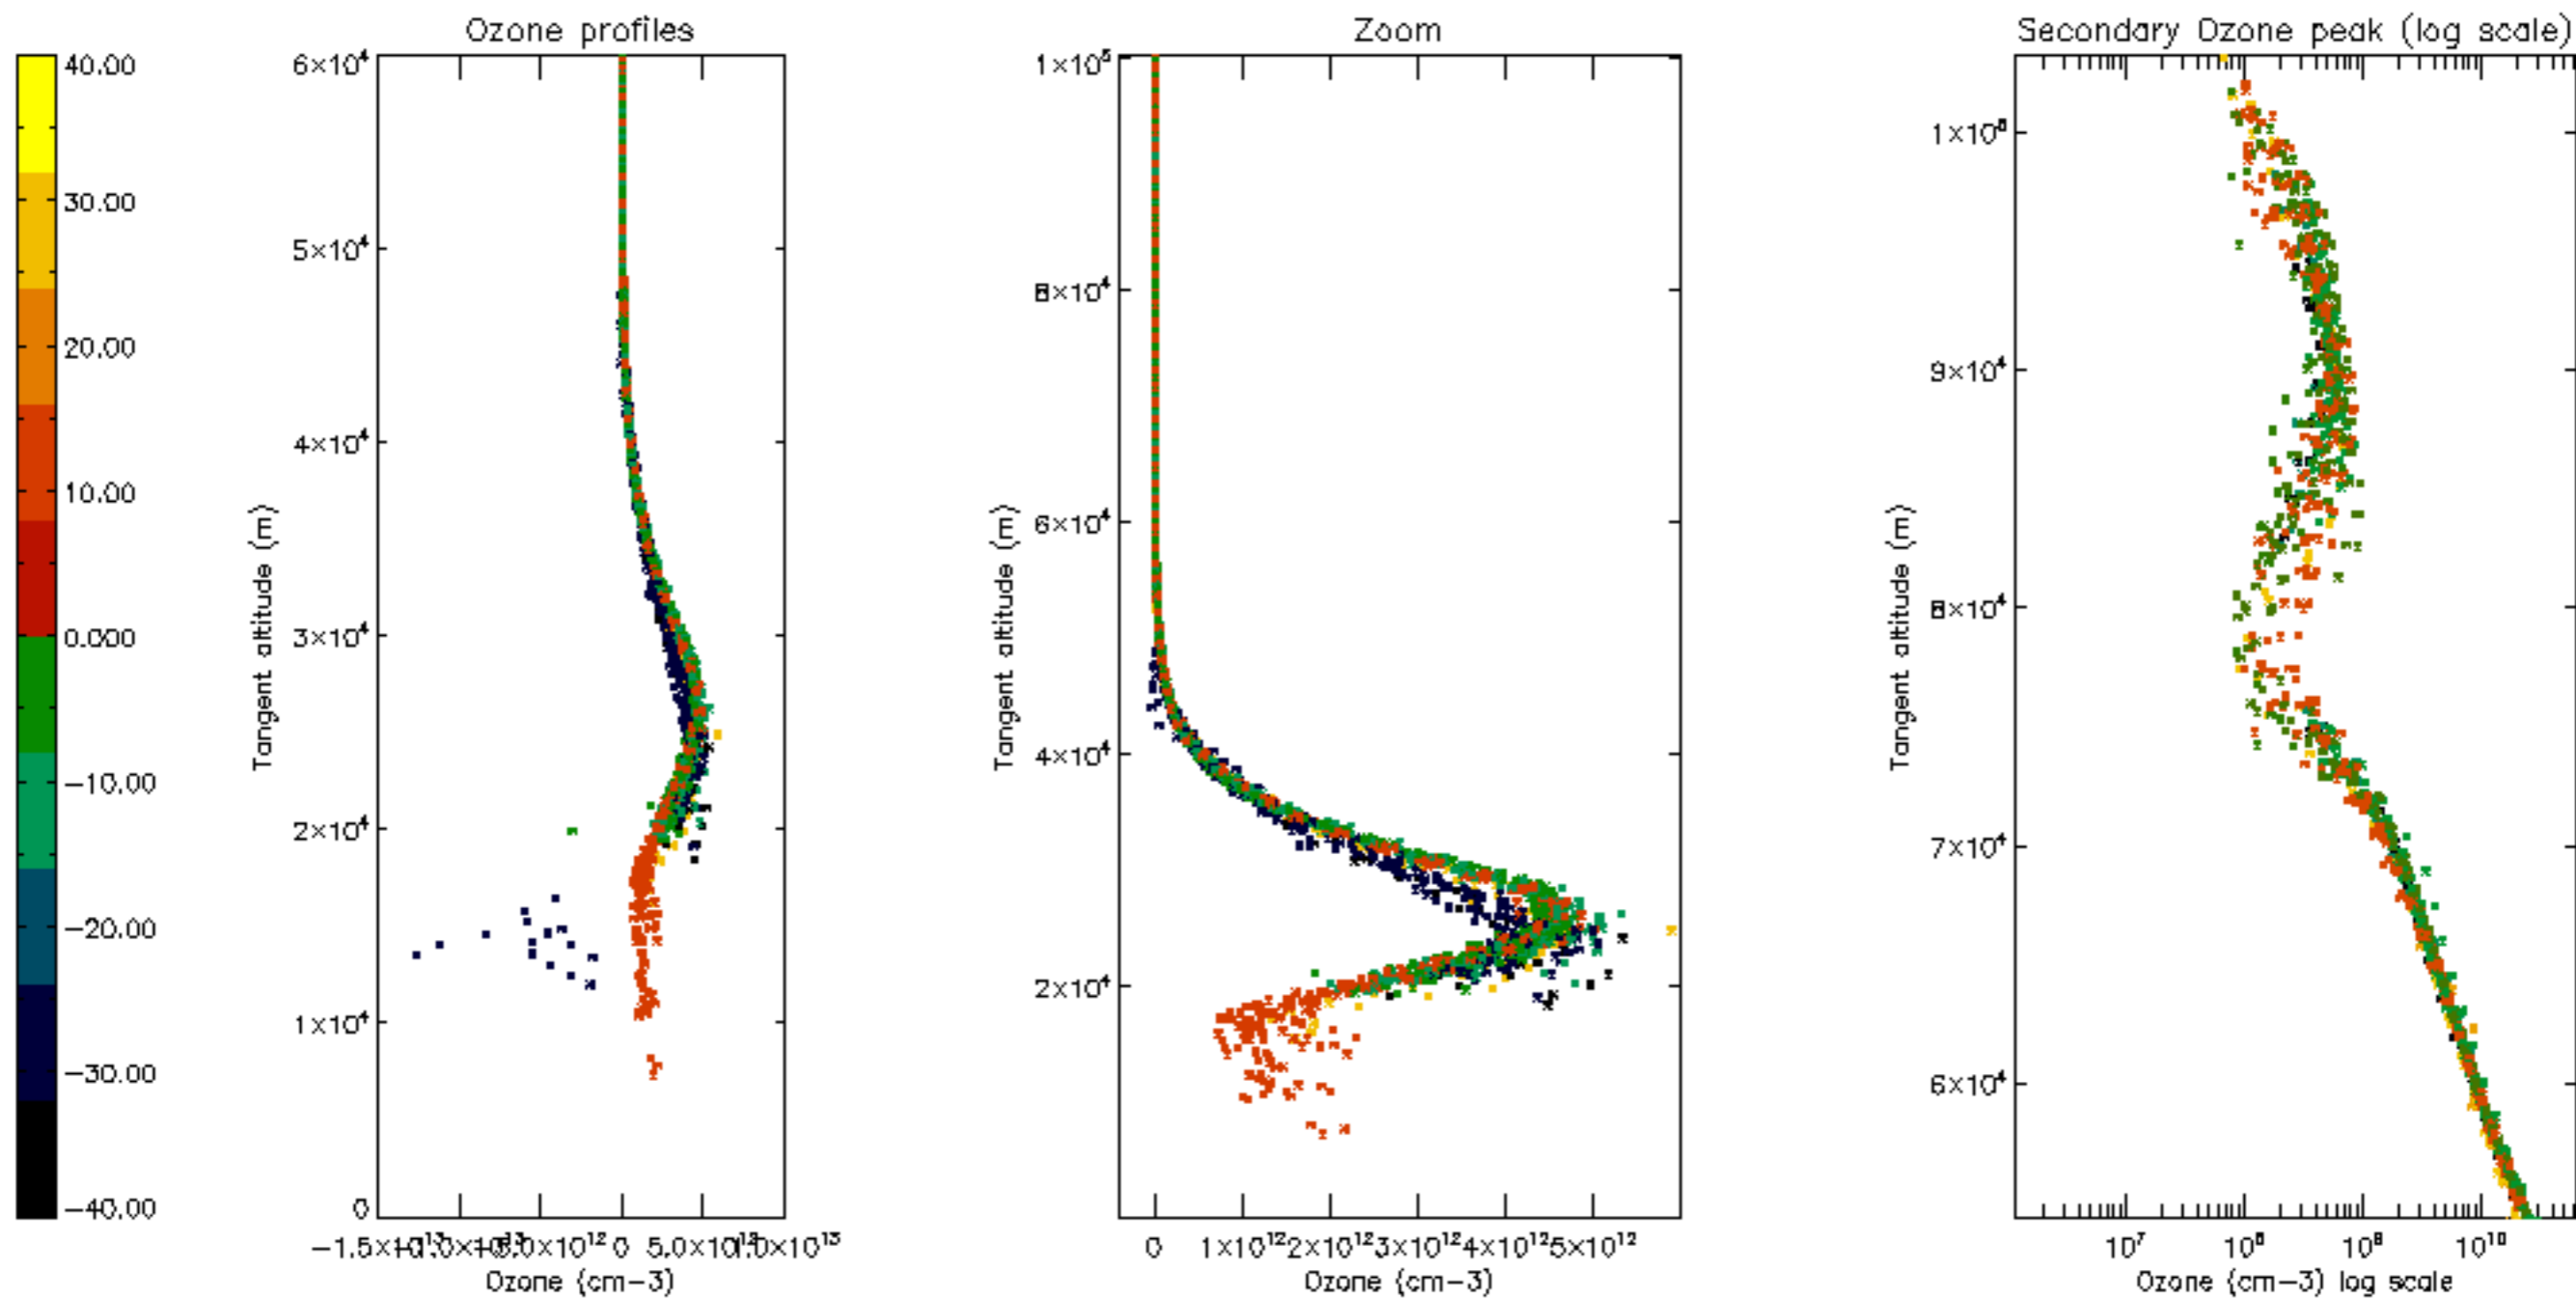 Ozone profiles
Zoom
Secondary Ozone peak (log scale)
40.00
30.00
20.00
10.00
0.000
-10.00
-20.00
-30.00
-40.00
Tangent altitude (m)
6×10⁴
5×10⁴
4×10⁴
3×10⁴
2×10⁴
1×10⁴
0
0
Ozone (cm-3)
Tangent altitude (m)
1×10⁵
8×10⁴
6×10⁴
4×10⁴
2×10⁴
0 1×10¹² 2×10¹² 3×10¹² 4×10¹² 5×10¹²
Ozone (cm-3)
Tangent altitude (m)
9×10⁴
8×10⁴
7×10⁴
6×10⁴
10⁷ 10⁸ 10⁹ 10¹⁰
Ozone (cm-3) log scale